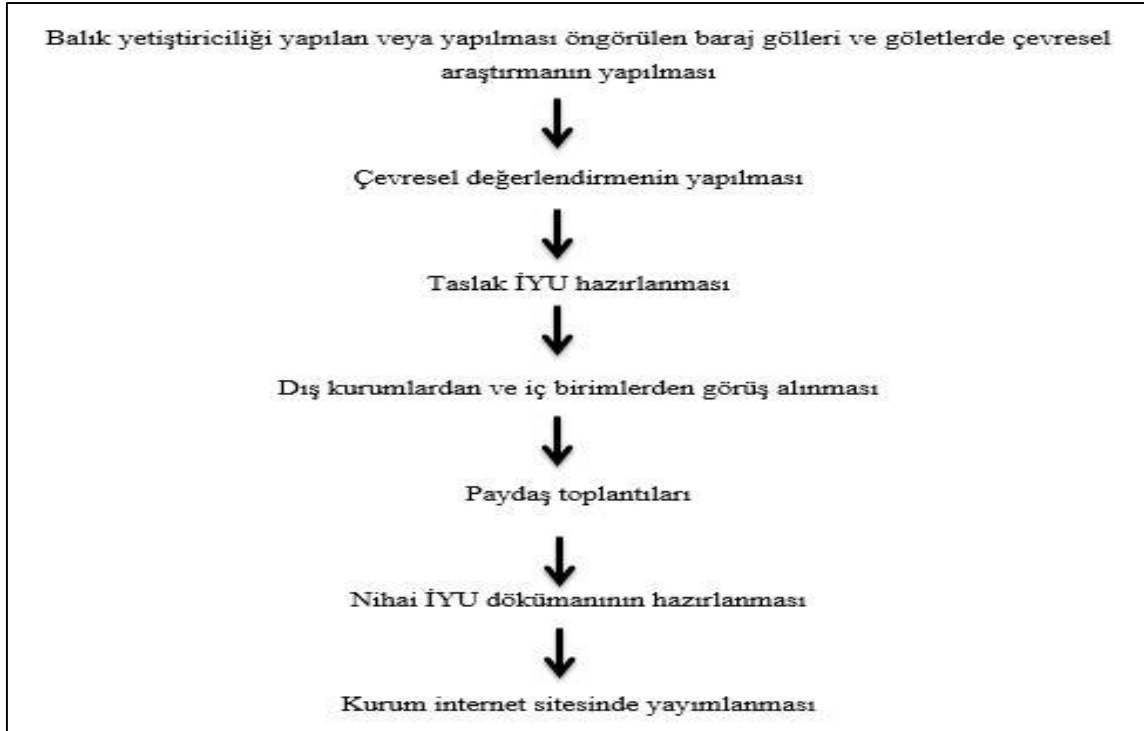 Balık yetiştiriciliği yapılan veya yapılması öngörülen baraj gölleri ve göletlerde çevresel
araştırmanın yapılması
Çevresel değerlendirmenin yapılması
Taslak İYU hazırlanması
Dış kurumlardan ve iç birimlerden görüş alınması
Paydaş toplantıları
Nihai İYU dökümanının hazırlanması
Kurum internet sitesinde yayımlanması